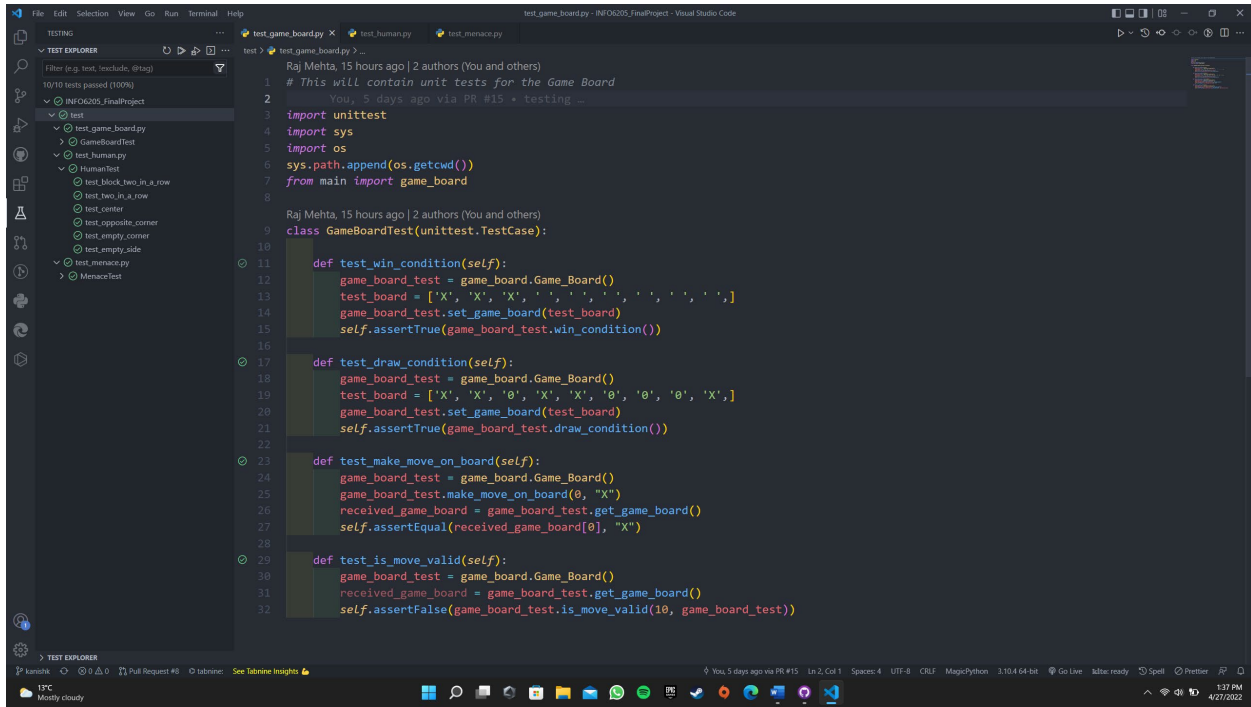 File Edit Selection View Go Run Terminal Help
test_game_board.py - INFO6205_FinalProject - Visual Studio Code
TESTING
TEST EXPLORER
Filter (e.g. text, !exclude, @tag)
10/10 tests passed (100%)
INFO6205_FinalProject
test
test_game_board.py
GameBoardTest
test_human.py
HumanTest
test_block_two_in_a_row
test_two_in_a_row
test_center
test_opposite_corner
test_empty_corner
test_empty_side
test_menace.py
MenaceTest
TEST EXPLORER
test_game_board.py test_human.py test_menace.py
test > test_game_board.py > ...
Raj Mehta, 15 hours ago | 2 authors (You and others)
1 # This will contain unit tests for the Game Board
2 You, 5 days ago via PR #15 • testing …
3 import unittest
4 import sys
5 import os
6 sys.path.append(os.getcwd())
7 from main import game_board
8
Raj Mehta, 15 hours ago | 2 authors (You and others)
9 class GameBoardTest(unittest.TestCase):
10
11 def test_win_condition(self):
12 game_board_test = game_board.Game_Board()
13 test_board = ['X', 'X', 'X', ' ', ' ', ' ', ' ', ' ', ' ',]
14 game_board_test.set_game_board(test_board)
15 self.assertTrue(game_board_test.win_condition())
16
17 def test_draw_condition(self):
18 game_board_test = game_board.Game_Board()
19 test_board = ['X', 'X', '0', 'X', 'X', '0', '0', '0', 'X',]
20 game_board_test.set_game_board(test_board)
21 self.assertTrue(game_board_test.draw_condition())
22
23 def test_make_move_on_board(self):
24 game_board_test = game_board.Game_Board()
25 game_board_test.make_move_on_board(0, "X")
26 received_game_board = game_board_test.get_game_board()
27 self.assertEqual(received_game_board[0], "X")
28
29 def test_is_move_valid(self):
30 game_board_test = game_board.Game_Board()
31 received_game_board = game_board_test.get_game_board()
32 self.assertFalse(game_board_test.is_move_valid(10, game_board_test))
kanishk 0 0 Pull Request #8 tabnine: See Tabnine Insights You, 5 days ago via PR #15 Ln 2, Col 1 Spaces: 4 UTF-8 CRLF MagicPython 3.10.4 64-bit Go Live ready Spell Prettier
13°C
Mostly cloudy
1:37 PM
4/27/2022